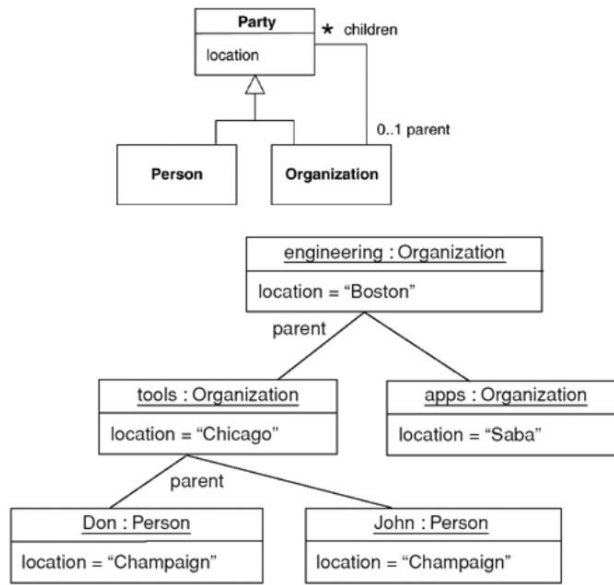 Party
* children
location
0..1 parent
Person
Organization
engineering : Organization
location = “Boston”
parent
tools : Organization
apps : Organization
location = “Chicago”
location = “Saba”
parent
Don : Person
John : Person
location = “Champaign”
location = “Champaign”